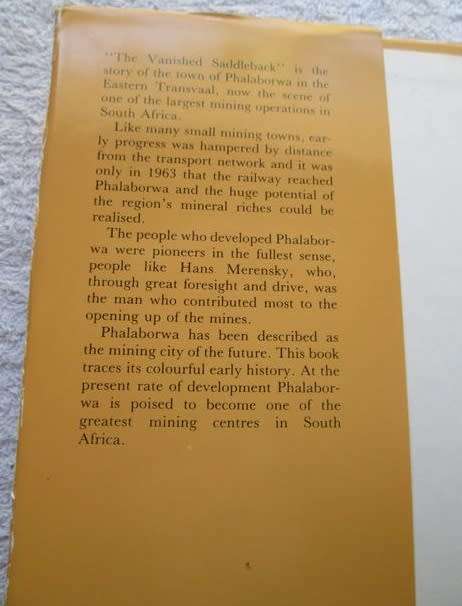 "The Vanished Saddleback" is the
story of the town of Phalaborwa in the
Eastern Transvaal, now the scene of
one of the largest mining operations in
South Africa.
Like many small mining towns, ear-
ly progress was hampered by distance
from the transport network and it was
only in 1963 that the railway reached
Phalaborwa and the huge potential of
the region's mineral riches could be
realised.
The people who developed Phalabor-
wa were pioneers in the fullest sense,
people like Hans Merensky, who,
through great foresight and drive, was
the man who contributed most to the
opening up of the mines.
Phalaborwa has been described as
the mining city of the future. This book
traces its colourful early history. At the
present rate of development Phalabor-
wa is poised to become one of the
greatest mining centres in South
Africa.